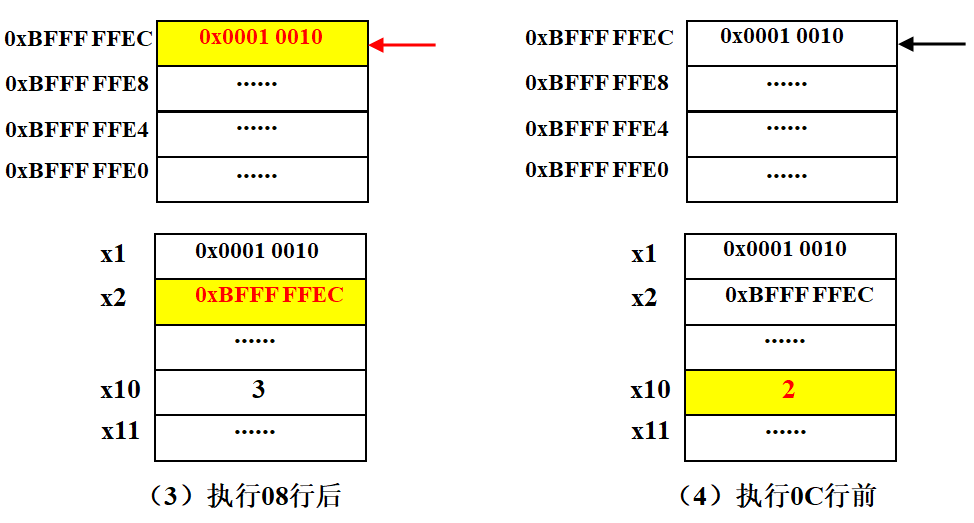 0xBFFF FFEC 0x0001 0010
0xBFFF FFE8 ······
0xBFFF FFE4 ······
0xBFFF FFE0 ······
x1 0x0001 0010
x2 0xBFFF FFEC
······
x10 3
x11 ······
（3）执行08行后
0xBFFF FFEC 0x0001 0010
0xBFFF FFE8 ······
0xBFFF FFE4 ······
0xBFFF FFE0 ······
x1 0x0001 0010
x2 0xBFFF FFEC
······
x10 2
x11 ······
（4）执行0C行前